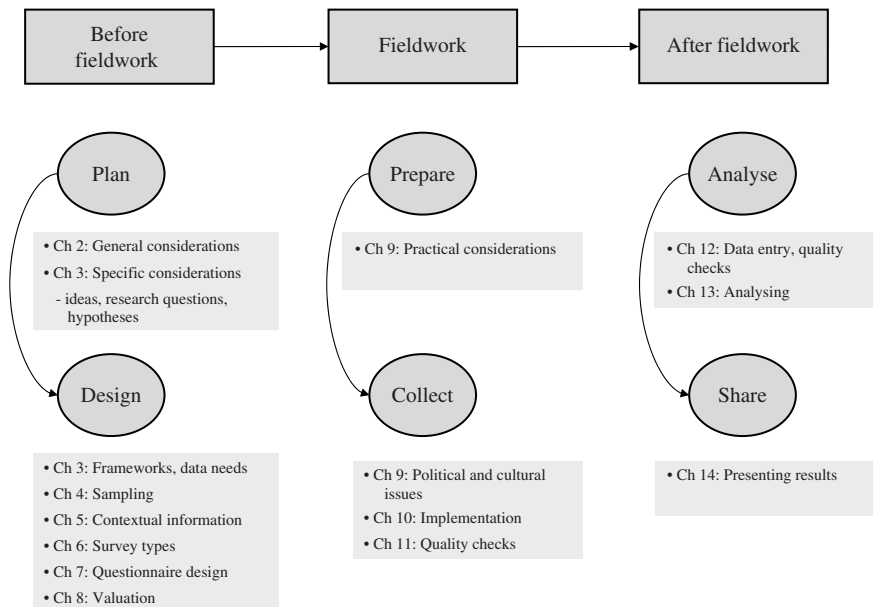 Before
fieldwork
Fieldwork
After fieldwork
Plan
• Ch 2: General considerations
• Ch 3: Specific considerations
- ideas, research questions,
hypotheses
Design
• Ch 3: Frameworks, data needs
• Ch 4: Sampling
• Ch 5: Contextual information
• Ch 6: Survey types
• Ch 7: Questionnaire design
• Ch 8: Valuation
Prepare
• Ch 9: Practical considerations
Collect
• Ch 9: Political and cultural
issues
• Ch 10: Implementation
• Ch 11: Quality checks
Analyse
• Ch 12: Data entry, quality
checks
• Ch 13: Analysing
Share
• Ch 14: Presenting results